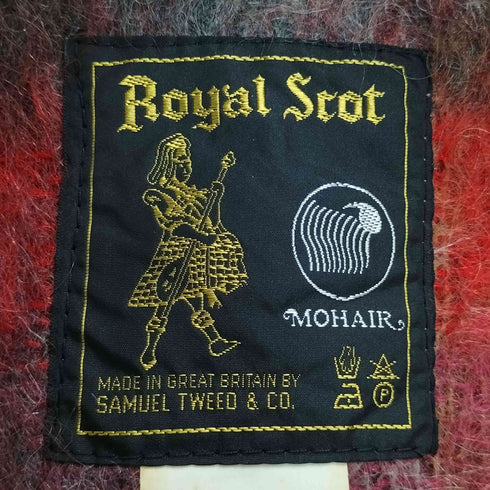 Royal Scot
MOHAIR
MADE IN GREAT BRITAIN BY
SAMUEL TWEED & CO.
P